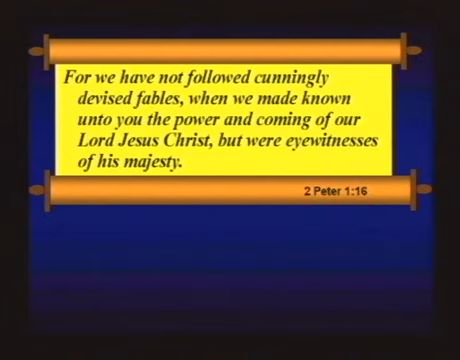 For we have not followed cunningly
devised fables, when we made known
unto you the power and coming of our
Lord Jesus Christ, but were eyewitnesses
of his majesty.
2 Peter 1:16